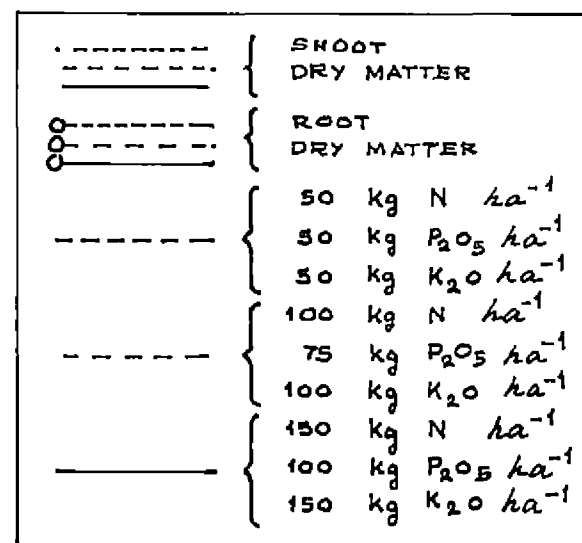 SHOOT
DRY MATTER
ROOT
DRY MATTER
50 kg N ha⁻¹
50 kg P₂O₅ ha⁻¹
50 kg K₂O ha⁻¹
100 kg N ha⁻¹
75 kg P₂O₅ ha⁻¹
100 kg K₂O ha⁻¹
150 kg N ha⁻¹
100 kg P₂O₅ ha⁻¹
150 kg K₂O ha⁻¹